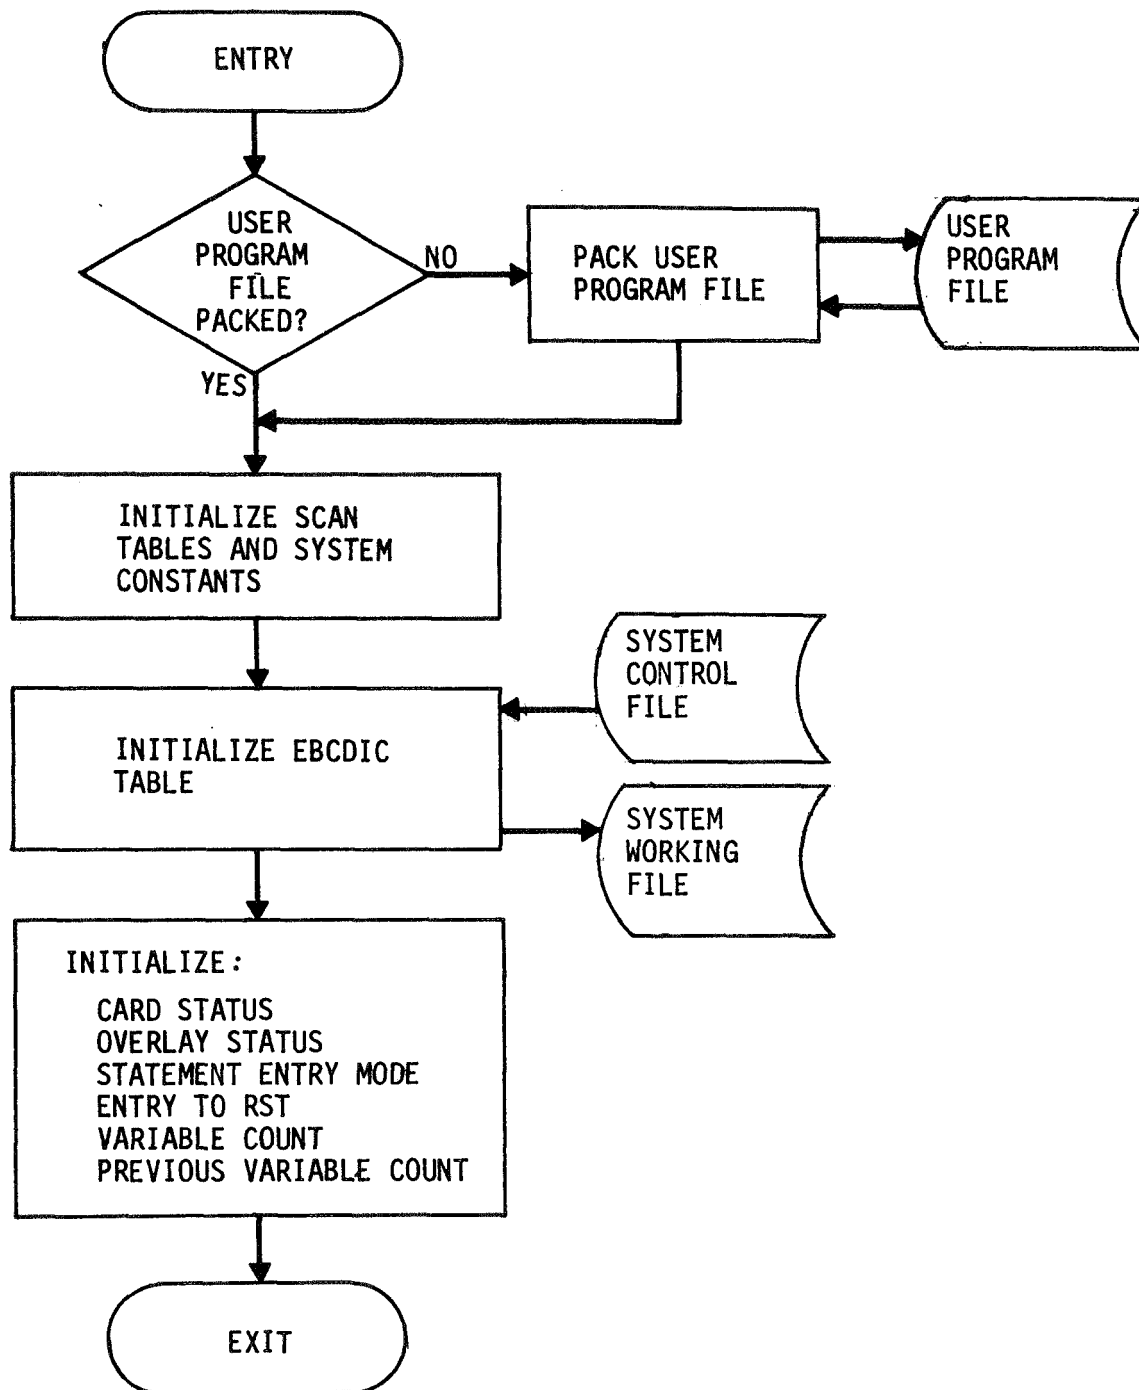 ENTRY
USER
PROGRAM
FILE
PACKED?
NO
PACK USER
PROGRAM FILE
USER
PROGRAM
FILE
YES
INITIALIZE SCAN
TABLES AND SYSTEM
CONSTANTS
SYSTEM
CONTROL
FILE
INITIALIZE EBCDIC
TABLE
SYSTEM
WORKING
FILE
INITIALIZE:
CARD STATUS
OVERLAY STATUS
STATEMENT ENTRY MODE
ENTRY TO RST
VARIABLE COUNT
PREVIOUS VARIABLE COUNT
EXIT